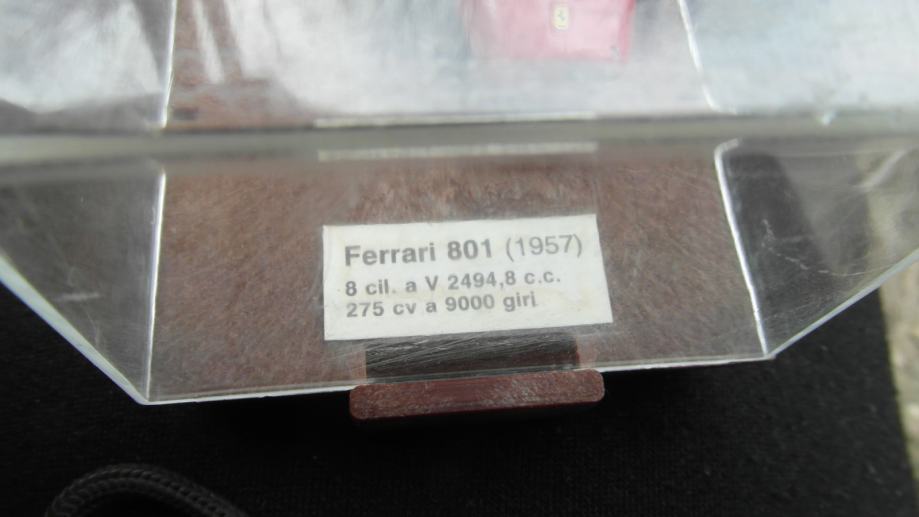 Ferrari 801 (1957)
8 cil. a V 2494,8 c.c.
275 cv a 9000 giri